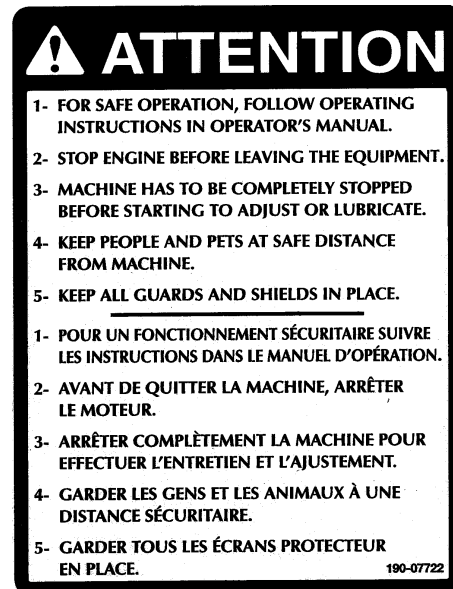 ATTENTION
1- FOR SAFE OPERATION, FOLLOW OPERATING
INSTRUCTIONS IN OPERATOR'S MANUAL.
2- STOP ENGINE BEFORE LEAVING THE EQUIPMENT.
3- MACHINE HAS TO BE COMPLETELY STOPPED
BEFORE STARTING TO ADJUST OR LUBRICATE.
4- KEEP PEOPLE AND PETS AT SAFE DISTANCE
FROM MACHINE.
5- KEEP ALL GUARDS AND SHIELDS IN PLACE.
1- POUR UN FONCTIONNEMENT SÉCURITAIRE SUIVRE
LES INSTRUCTIONS DANS LE MANUEL D'OPÉRATION.
2- AVANT DE QUITTER LA MACHINE, ARRÊTER
LE MOTEUR.
3- ARRÊTER COMPLÈTEMENT LA MACHINE POUR
EFFECTUER L'ENTRETIEN ET L'AJUSTEMENT.
4- GARDER LES GENS ET LES ANIMAUX À UNE
DISTANCE SÉCURITAIRE.
5- GARDER TOUS LES ÉCRANS PROTECTEUR
EN PLACE.
190-07722